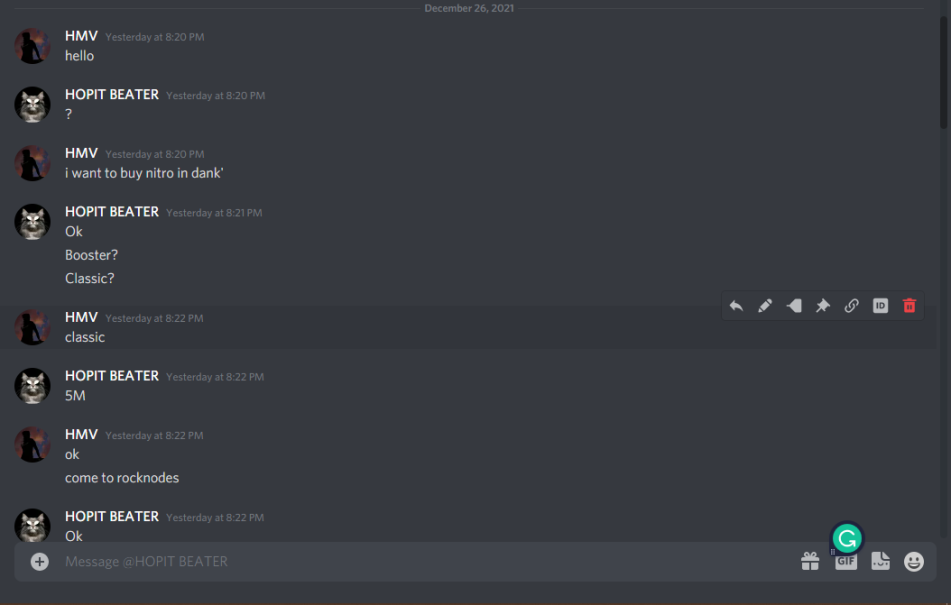 December 26, 2021
HMV Yesterday at 8:20 PM
hello
HOPIT BEATER Yesterday at 8:20 PM
?
HMV Yesterday at 8:20 PM
i want to buy nitro in dank'
HOPIT BEATER Yesterday at 8:21 PM
Ok
Booster?
Classic?
HMV Yesterday at 8:22 PM
ID
classic
HOPIT BEATER Yesterday at 8:22 PM
5M
HMV Yesterday at 8:22 PM
ok
come to rocknodes
HOPIT BEATER Yesterday at 8:22 PM
Ok
Message @HOPIT BEATER
GIF